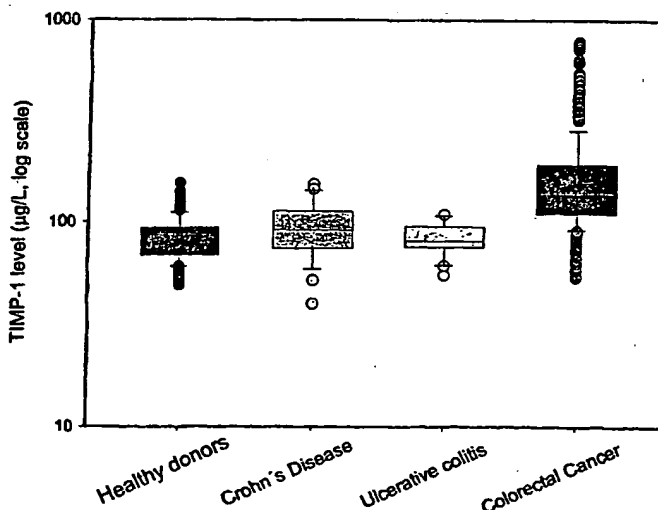 1000
100
10
TIMP-1 level (µg/L, log scale)
Healthy donors
Crohn´s Disease
Ulcerative colitis
Colorectal Cancer